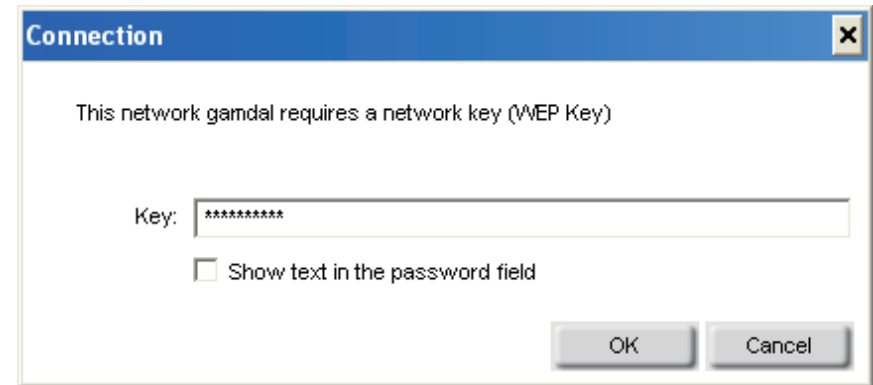 Connection
This network gamdal requires a network key (WEP Key)
Key: **********
Show text in the password field
OK Cancel